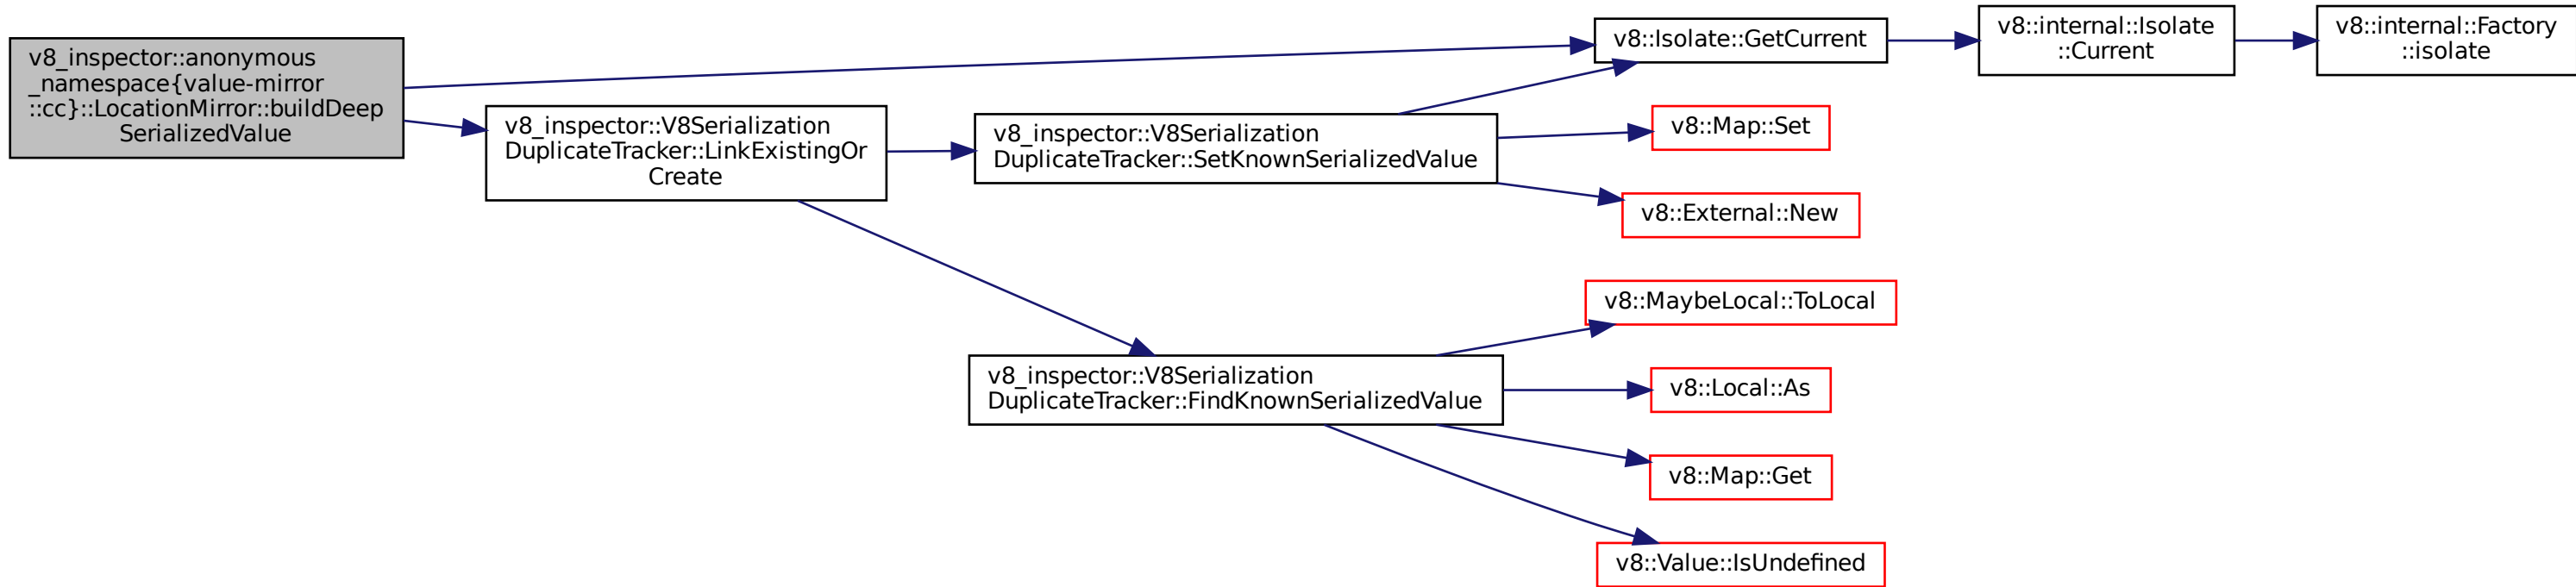 v8_inspector::anonymous
_namespace{value-mirror
::cc}::LocationMirror::buildDeep
SerializedValue
v8_inspector::V8Serialization
DuplicateTracker::LinkExistingOr
Create
v8_inspector::V8Serialization
DuplicateTracker::SetKnownSerializedValue
v8_inspector::V8Serialization
DuplicateTracker::FindKnownSerializedValue
v8::Isolate::GetCurrent
v8::Map::Set
v8::External::New
v8::MaybeLocal::ToLocal
v8::Local::As
v8::Map::Get
v8::Value::IsUndefined
v8::internal::Isolate
::Current
v8::internal::Factory
::isolate